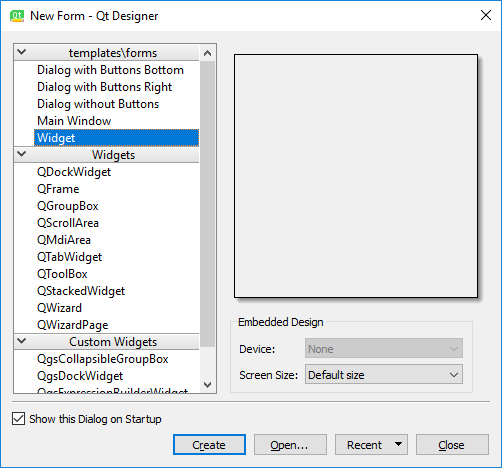 New Form - Qt Designer
templates\forms
Dialog with Buttons Bottom
Dialog with Buttons Right
Dialog without Buttons
Main Window
Widget
Widgets
QDockWidget
QFrame
QGroupBox
QScrollArea
QMdiArea
QTabWidget
QToolBox
QStackedWidget
QWizard
QWizardPage
Custom Widgets
QgsCollapsibleGroupBox
QgsDockWidget
QgsExpressionBuilderWidget
Embedded Design
Device: None
Screen Size: Default size
Show this Dialog on Startup
Create Open... Recent Close